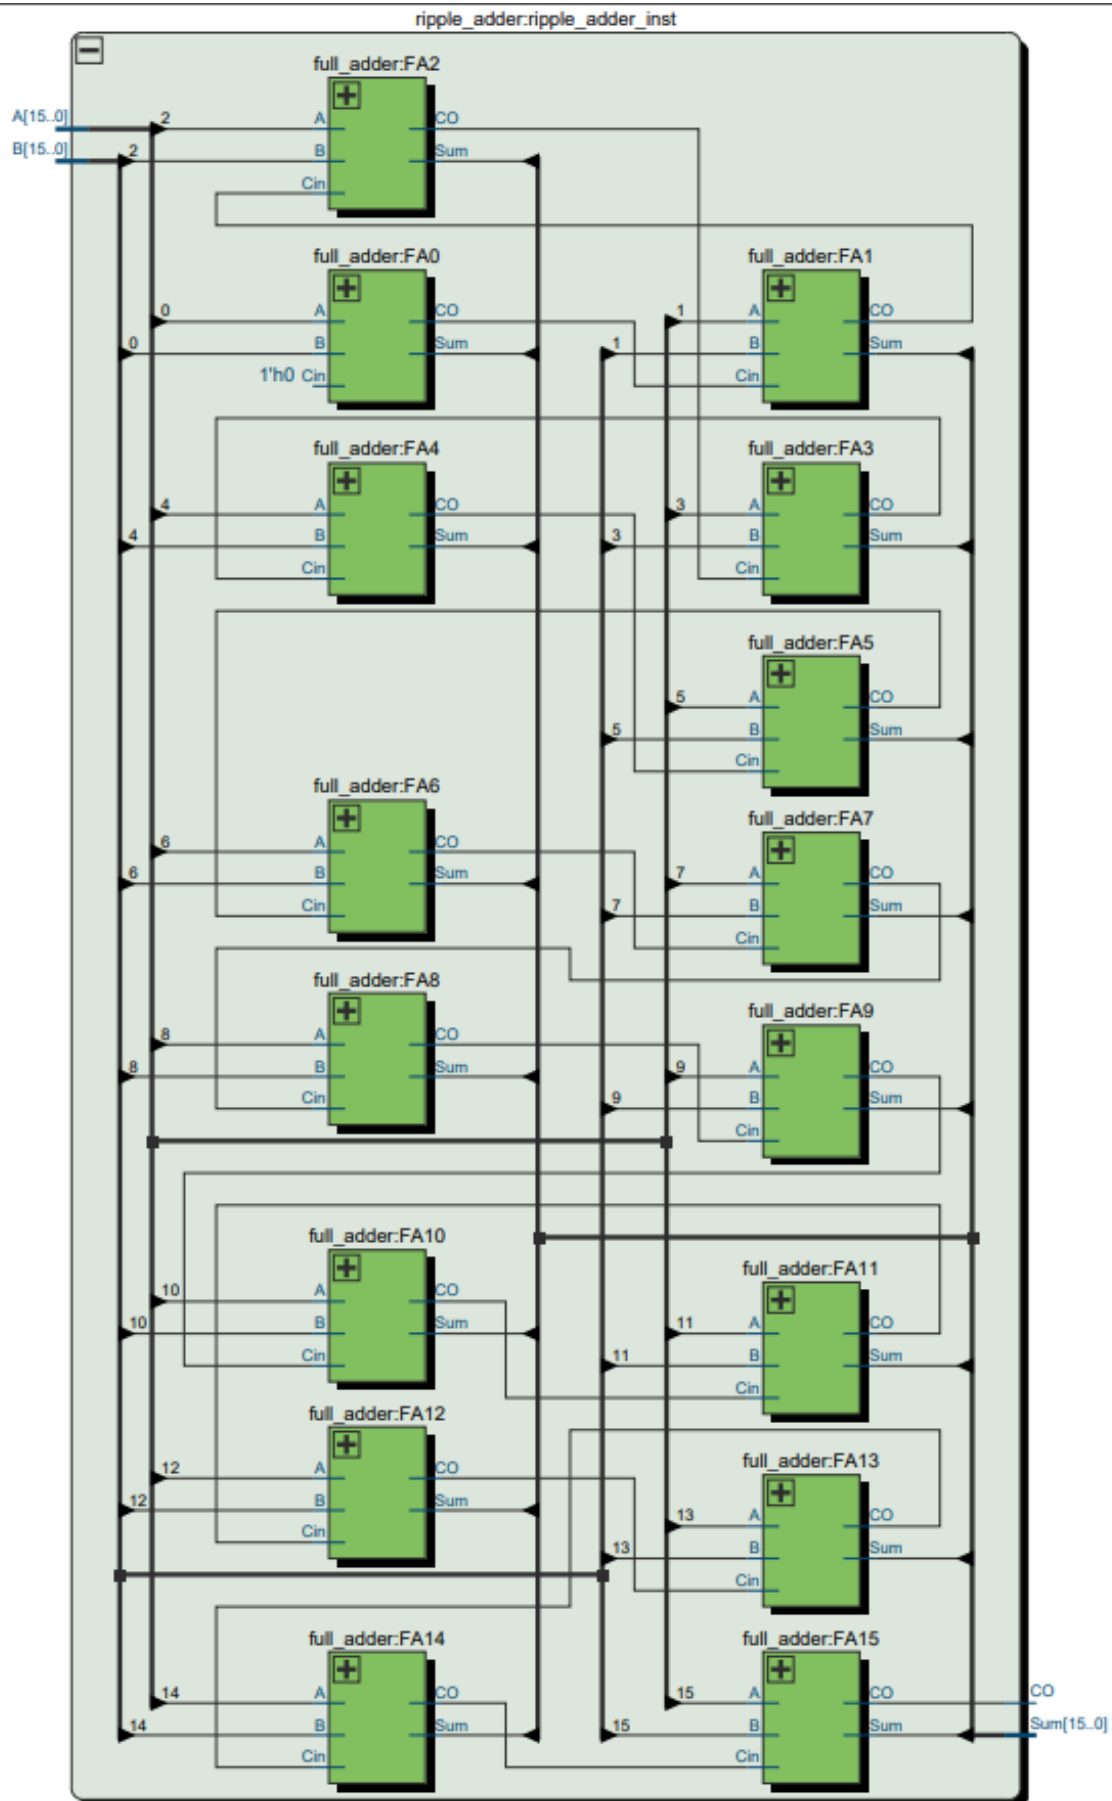 ripple_adder:ripple_adder_inst
full_adder:FA2
A[15..0] 2 A CO
B[15..0] 2 B Sum
Cin
full_adder:FA0 full_adder:FA1
0 A CO 1 A CO
0 B Sum 1 B Sum
1'h0 Cin Cin
full_adder:FA4 full_adder:FA3
4 A CO 3 A CO
4 B Sum 3 B Sum
Cin Cin
full_adder:FA5
5 A CO
5 B Sum
Cin
full_adder:FA6
6 A CO
6 B Sum
Cin
full_adder:FA7
7 A CO
7 B Sum
Cin
full_adder:FA8
8 A CO
8 B Sum
Cin
full_adder:FA9
9 A CO
9 B Sum
Cin
full_adder:FA10
10 A CO
10 B Sum
Cin
full_adder:FA11
11 A CO
11 B Sum
Cin
full_adder:FA12
12 A CO
12 B Sum
Cin
full_adder:FA13
13 A CO
13 B Sum
Cin
full_adder:FA14 full_adder:FA15
14 A CO 15 A CO CO
14 B Sum 15 B Sum Sum[15..0]
Cin Cin